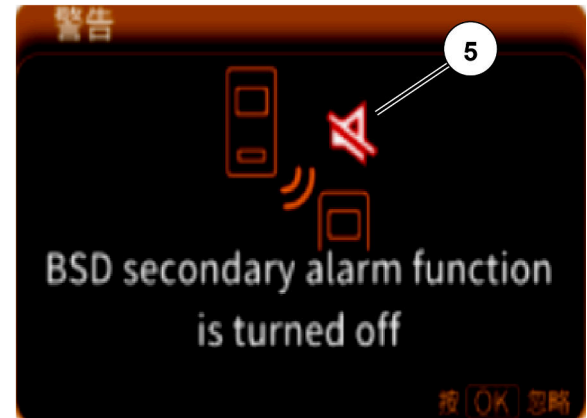 警告
5
BSD secondary alarm function
is turned off
按 OK 忽略